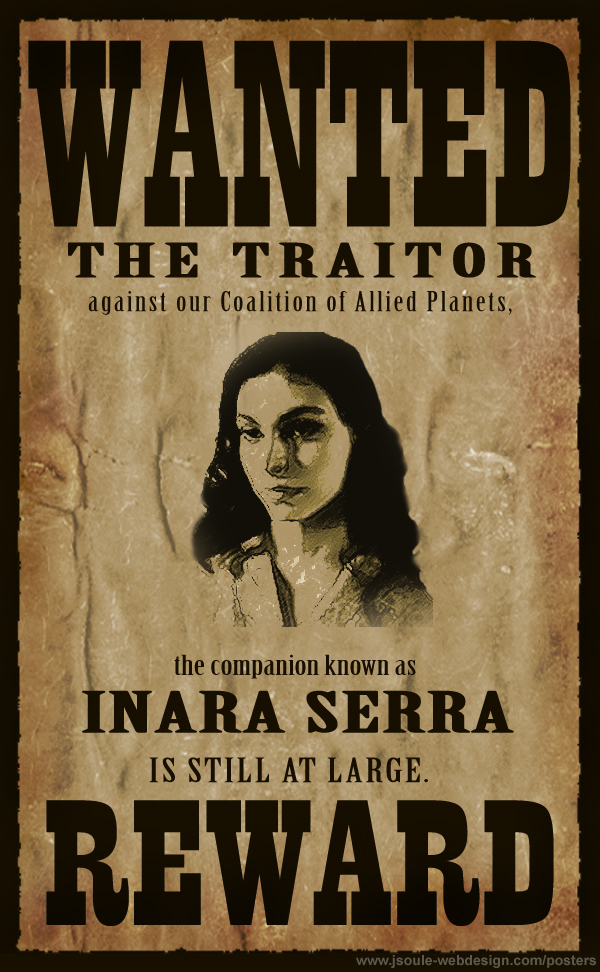 WANTED
THE TRAITOR
against our Coalition of Allied Planets,
the companion known as
INARA SERRA
IS STILL AT LARGE.
REWARD
www.jsoule-webdesign.com/posters